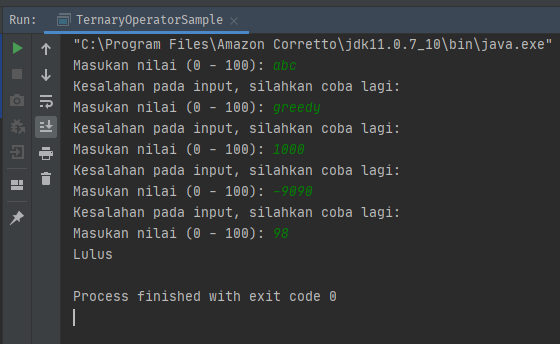 Run: TernaryOperatorSample ×
"C:\Program Files\Amazon Corretto\jdk11.0.7_10\bin\java.exe"
Masukan nilai (0 - 100): abc
Kesalahan pada input, silahkan coba lagi:
Masukan nilai (0 - 100): greedy
Kesalahan pada input, silahkan coba lagi:
Masukan nilai (0 - 100): 1000
Kesalahan pada input, silahkan coba lagi:
Masukan nilai (0 - 100): -9090
Kesalahan pada input, silahkan coba lagi:
Masukan nilai (0 - 100): 98
Lulus
Process finished with exit code 0